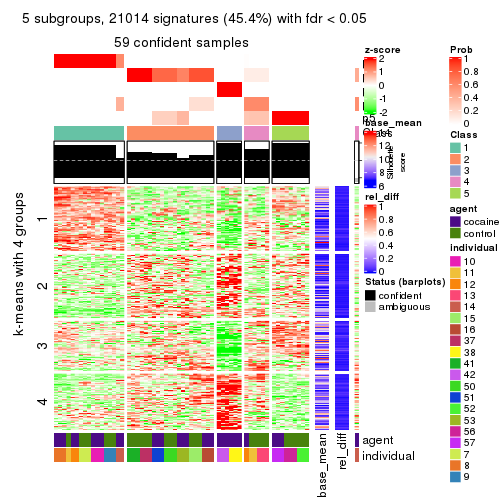 5 subgroups, 21014 signatures (45.4%) with fdr < 0.05
59 confident samples
k-means with 4 groups
1
2
3
4
base_mean
rel_diff
agent
individual
z-score
2
1
0
-1
-2
base_mean
14
12
10
8
6
Silhouette
score
rel_diff
1
0.8
0.6
0.4
0.2
0
Status (barplots)
confident
ambiguous
Prob
1
0.8
0.6
0.4
0.2
0
Class
1
2
3
4
5
agent
cocaine
control
individual
10
11
12
13
14
15
16
37
38
41
42
50
51
52
53
56
57
7
8
9